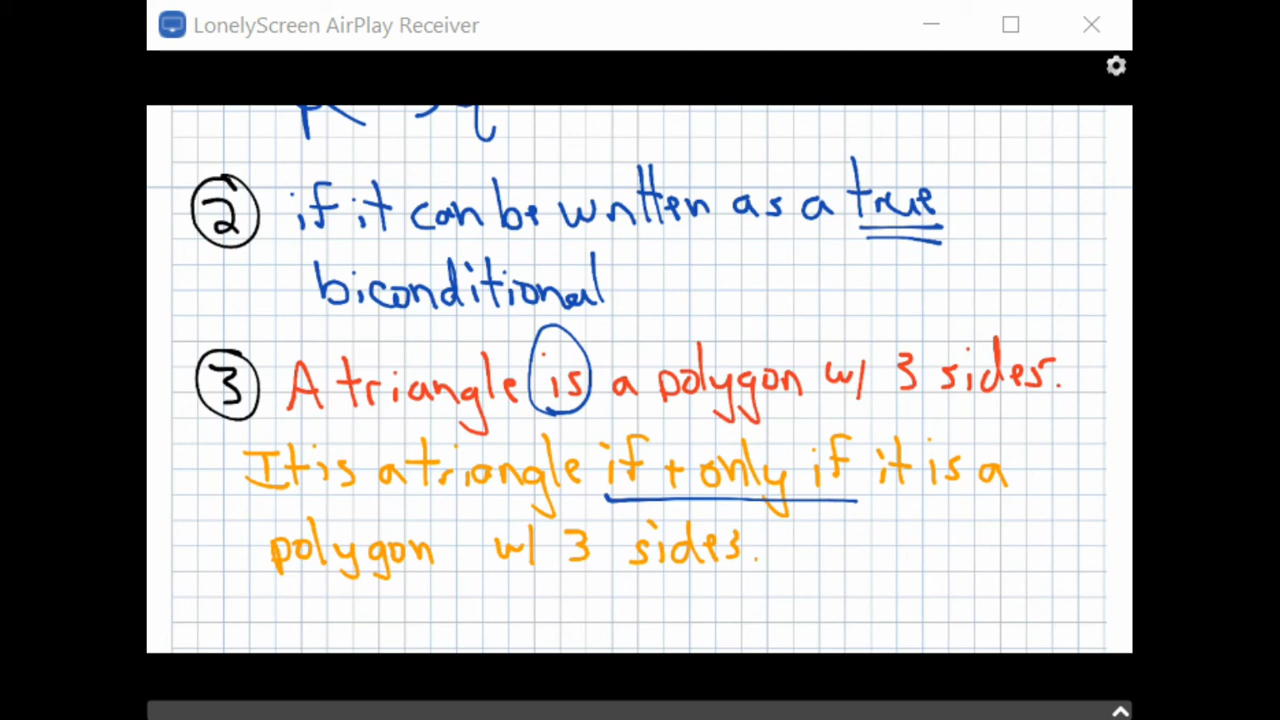 LonelyScreen AirPlay Receiver
② if it can be written as a true
biconditional
③ A triangle is a polygon w/ 3 sides.
It is a triangle if + only if it is a
polygon w/ 3 sides.